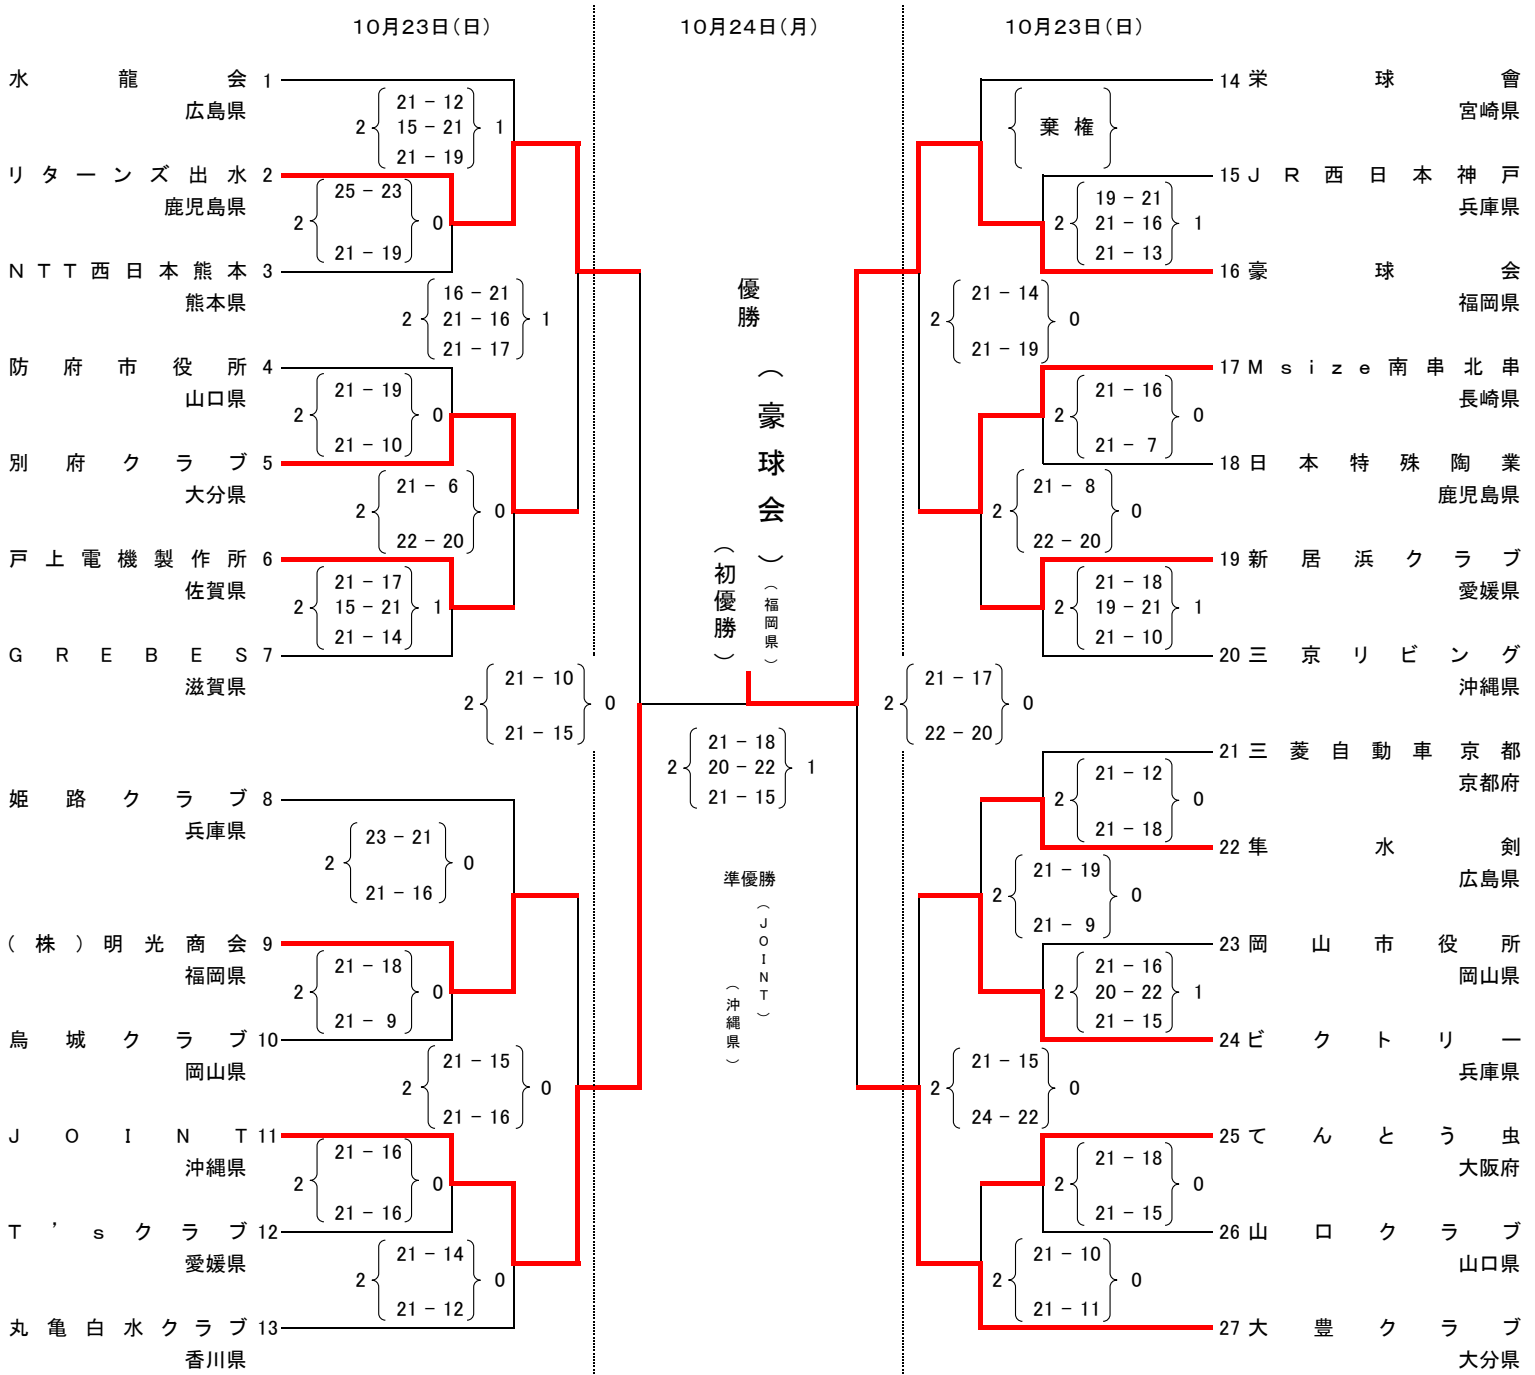 10月23日(日)
10月24日(月)
10月23日(日)
水龍会 1
広島県
リターンズ出水 2
鹿児島県
NTT西日本熊本 3
熊本県
防府市役所 4
山口県
別府クラブ 5
大分県
戸上電機製作所 6
佐賀県
GREBES 7
滋賀県
姫路クラブ 8
兵庫県
(株)明光商会 9
福岡県
烏城クラブ 10
岡山県
JOINT 11
沖縄県
T'sクラブ 12
愛媛県
丸亀白水クラブ 13
香川県
21 - 12
2 15 - 21 1
21 - 19
25 - 23
2 0
21 - 19
16 - 21
2 21 - 16 1
21 - 17
21 - 19
2 0
21 - 10
21 - 6
2 0
22 - 20
21 - 17
2 15 - 21 1
21 - 14
21 - 10
2 0
21 - 15
23 - 21
2 0
21 - 16
21 - 18
2 0
21 - 9
21 - 15
2 0
21 - 16
21 - 16
2 0
21 - 16
21 - 14
2 0
21 - 12
優勝
(豪球会)
(福岡県)
(初優勝)
21 - 18
2 20 - 22 1
21 - 15
準優勝
(JOINT)
(沖縄県)
棄権
19 - 21
2 21 - 16 1
21 - 13
21 - 14
2 0
21 - 19
21 - 16
2 0
21 - 7
21 - 8
2 0
22 - 20
21 - 18
2 19 - 21 1
21 - 10
21 - 17
2 0
22 - 20
21 - 12
2 0
21 - 18
21 - 19
2 0
21 - 9
21 - 16
2 20 - 22 1
21 - 15
21 - 15
2 0
24 - 22
21 - 18
2 0
21 - 15
21 - 10
2 0
21 - 11
14 栄球會
宮崎県
15 JR西日本神戸
兵庫県
16 豪球会
福岡県
17 Msize南串北串
長崎県
18 日本特殊陶業
鹿児島県
19 新居浜クラブ
愛媛県
20 三京リビング
沖縄県
21 三菱自動車京都
京都府
22 隼水剣
広島県
23 岡山市役所
岡山県
24 ビクトリー
兵庫県
25 てんとう虫
大阪府
26 山口クラブ
山口県
27 大豊クラブ
大分県